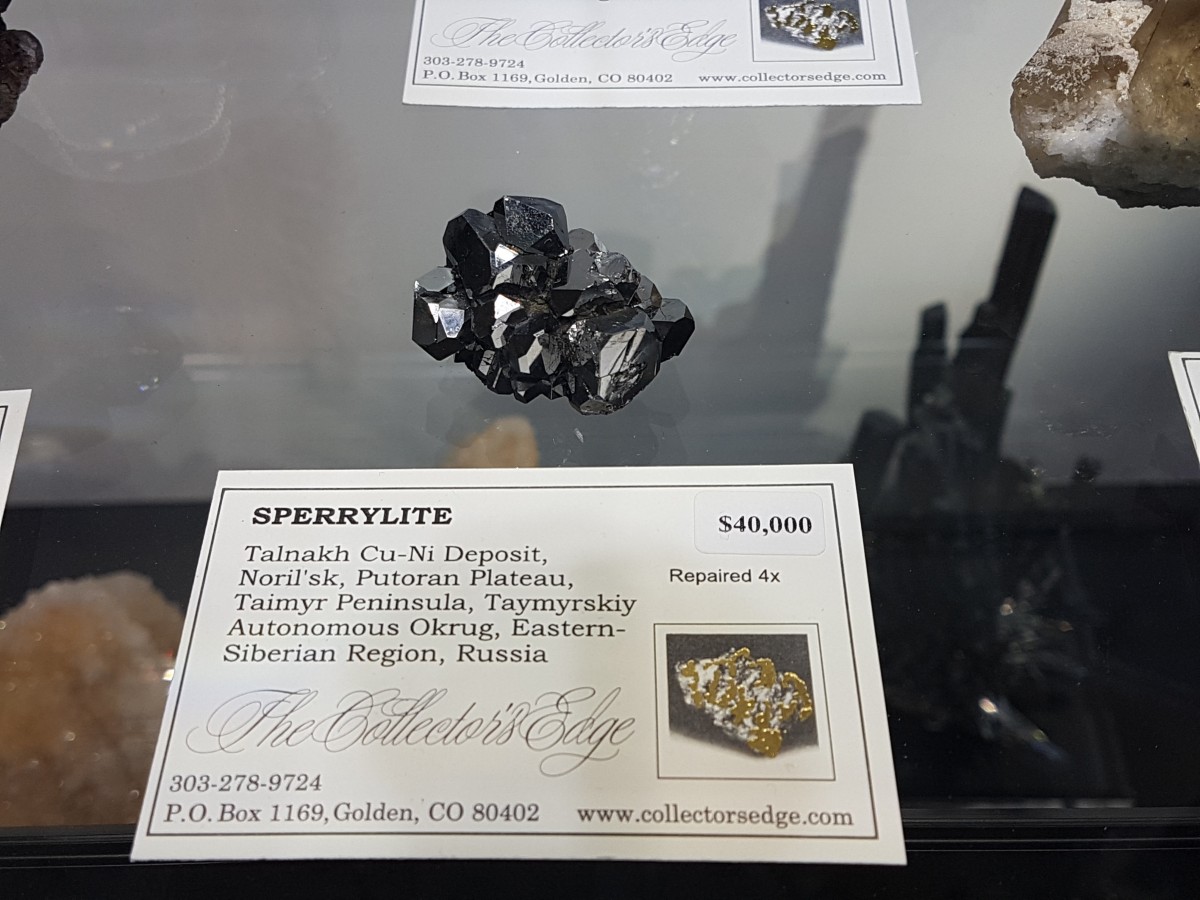 The Collector's Edge
303-278-9724
P.O. Box 1169, Golden, CO 80402 www.collectorsedge.com
SPERRYLITE
$40,000
Talnakh Cu-Ni Deposit,
Noril'sk, Putoran Plateau,
Repaired 4x
Taimyr Peninsula, Taymyrskiy
Autonomous Okrug, Eastern-
Siberian Region, Russia
The Collector's Edge
303-278-9724
P.O. Box 1169, Golden, CO 80402 www.collectorsedge.com